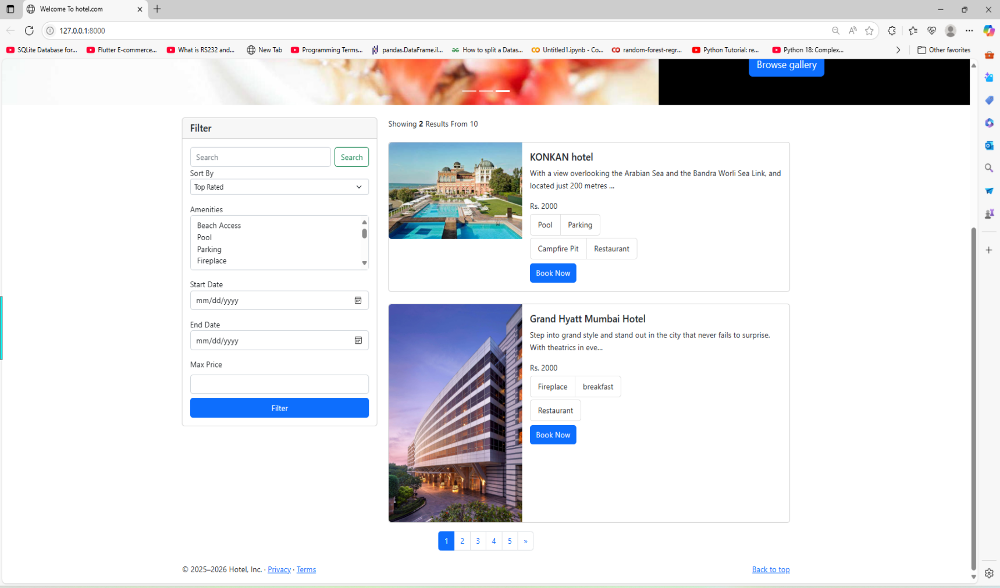 Welcome To hotel.com
127.0.0.1:8000
SQLite Database for...
Flutter E-commerce...
What is RS232 and...
New Tab
Programming Terms...
pandas.DataFrame.il...
How to split a Datas...
Untitled1.ipynb - Co...
random-forest-regr...
Python Tutorial: re...
Python 18: Complex...
Other favorites
Browse gallery
Filter
Search
Search
Sort By
Top Rated
Amenities
Beach Access
Pool
Parking
Fireplace
Start Date
mm/dd/yyyy
End Date
mm/dd/yyyy
Max Price
Filter
Showing 2 Results From 10
KONKAN hotel
With a view overlooking the Arabian Sea and the Bandra Worli Sea Link, and
located just 200 metres ...
Rs. 2000
Pool
Parking
Campfire Pit
Restaurant
Book Now
Grand Hyatt Mumbai Hotel
Step into grand style and stand out in the city that never fails to surprise.
With theatrics in eve...
Rs. 2000
Fireplace
breakfast
Restaurant
Book Now
1 2 3 4 5 »
© 2025–2026 Hotel, Inc. · Privacy · Terms
Back to top